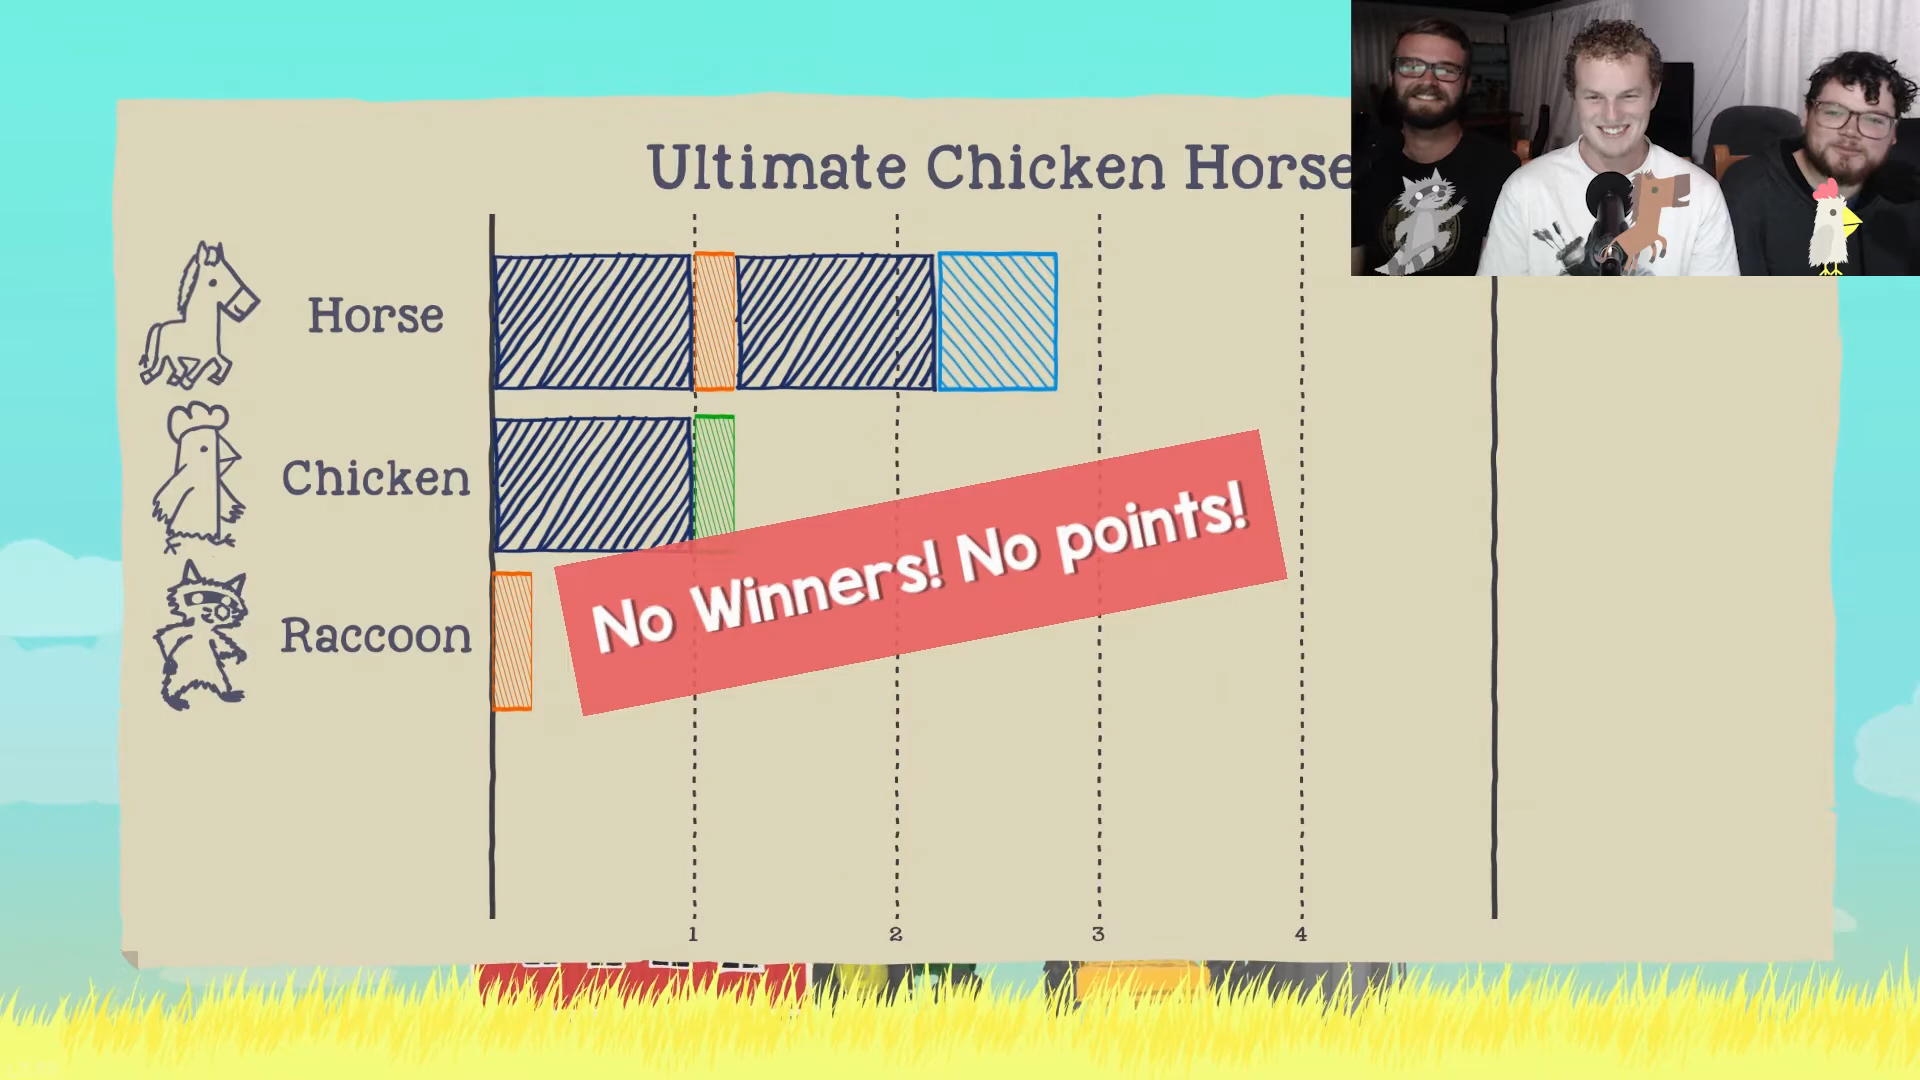 Ultimate Chicken Horse
Horse
Chicken
Raccoon
No Winners! No points!
1 2 3 4